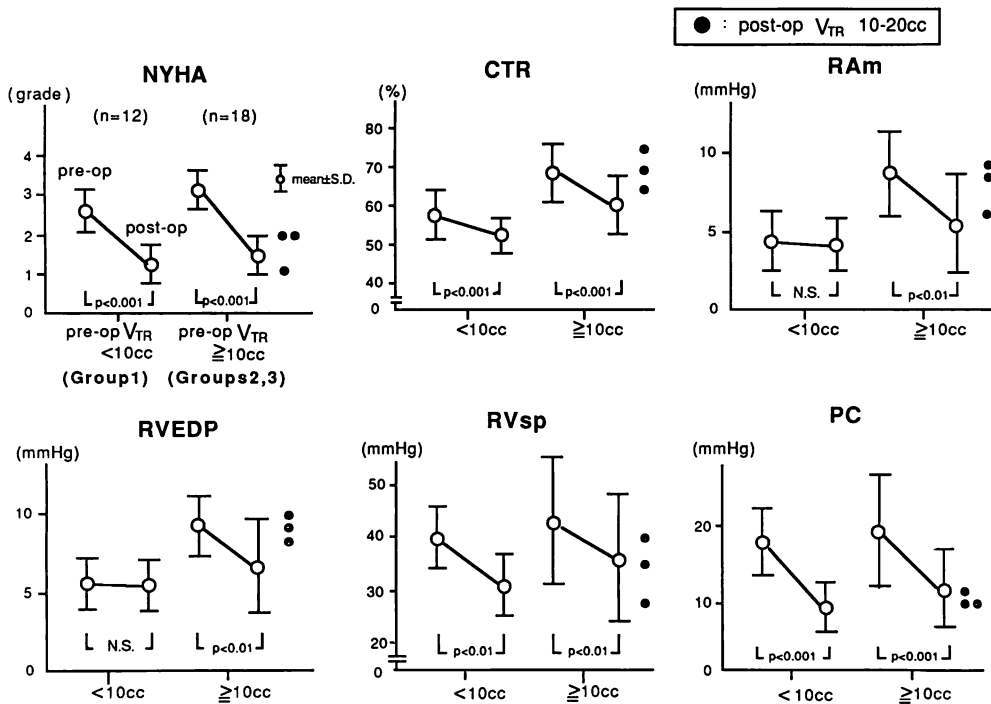 ● : post-op VTR 10-20cc
NYHA
(grade)
(n=12) (n=18)
4
3
2
1
0
pre-op
post-op
mean±S.D.
p<0.001 p<0.001
pre-op VTR pre-op VTR
<10cc ≧10cc
(Group1) (Groups2,3)
CTR
(%)
80
70
60
50
40
0
p<0.001 p<0.001
<10cc ≧10cc
RAm
(mmHg)
10
5
0
N.S. p<0.01
<10cc ≧10cc
RVEDP
(mmHg)
10
5
0
N.S. p<0.01
<10cc ≧10cc
RVsp
(mmHg)
50
40
30
20
0
p<0.01 p<0.01
<10cc ≧10cc
PC
(mmHg)
20
10
0
p<0.001 p<0.001
<10cc ≧10cc